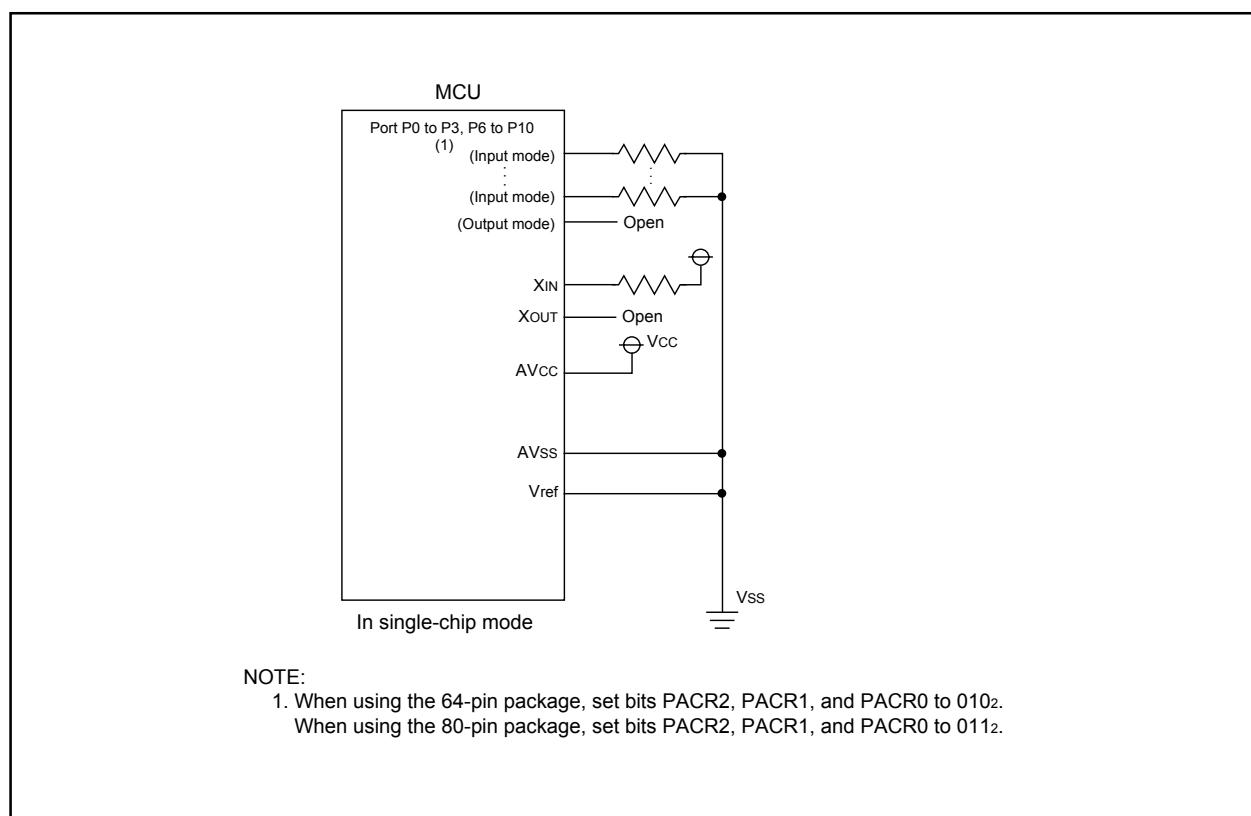 MCU
Port P0 to P3, P6 to P10
(1)
(Input mode)
(Input mode)
(Output mode)
Open
XIN
XOUT
Open
VCC
AVCC
AVSS
Vref
VSS
In single-chip mode
NOTE:
1. When using the 64-pin package, set bits PACR2, PACR1, and PACR0 to 0102.
When using the 80-pin package, set bits PACR2, PACR1, and PACR0 to 0112.